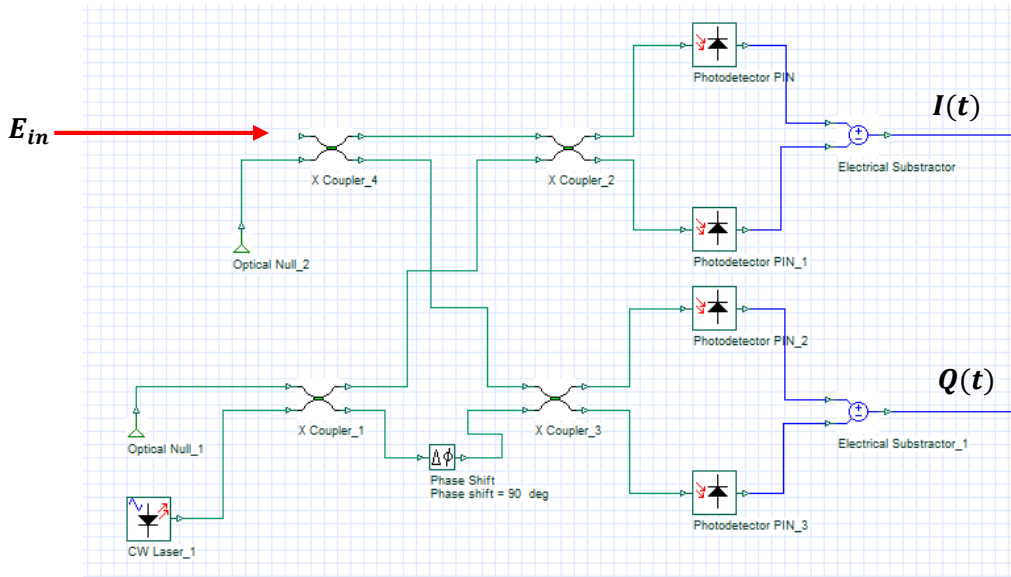 Photodetector PIN
I(t)
E_in
X Coupler_4
X Coupler_2
Electrical Substractor
Optical Null_2
Photodetector PIN_1
Photodetector PIN_2
Q(t)
X Coupler_1
X Coupler_3
Optical Null_1
Δϕ
Electrical Substractor_1
Phase Shift
Phase shift = 90 deg
Photodetector PIN_3
CW Laser_1